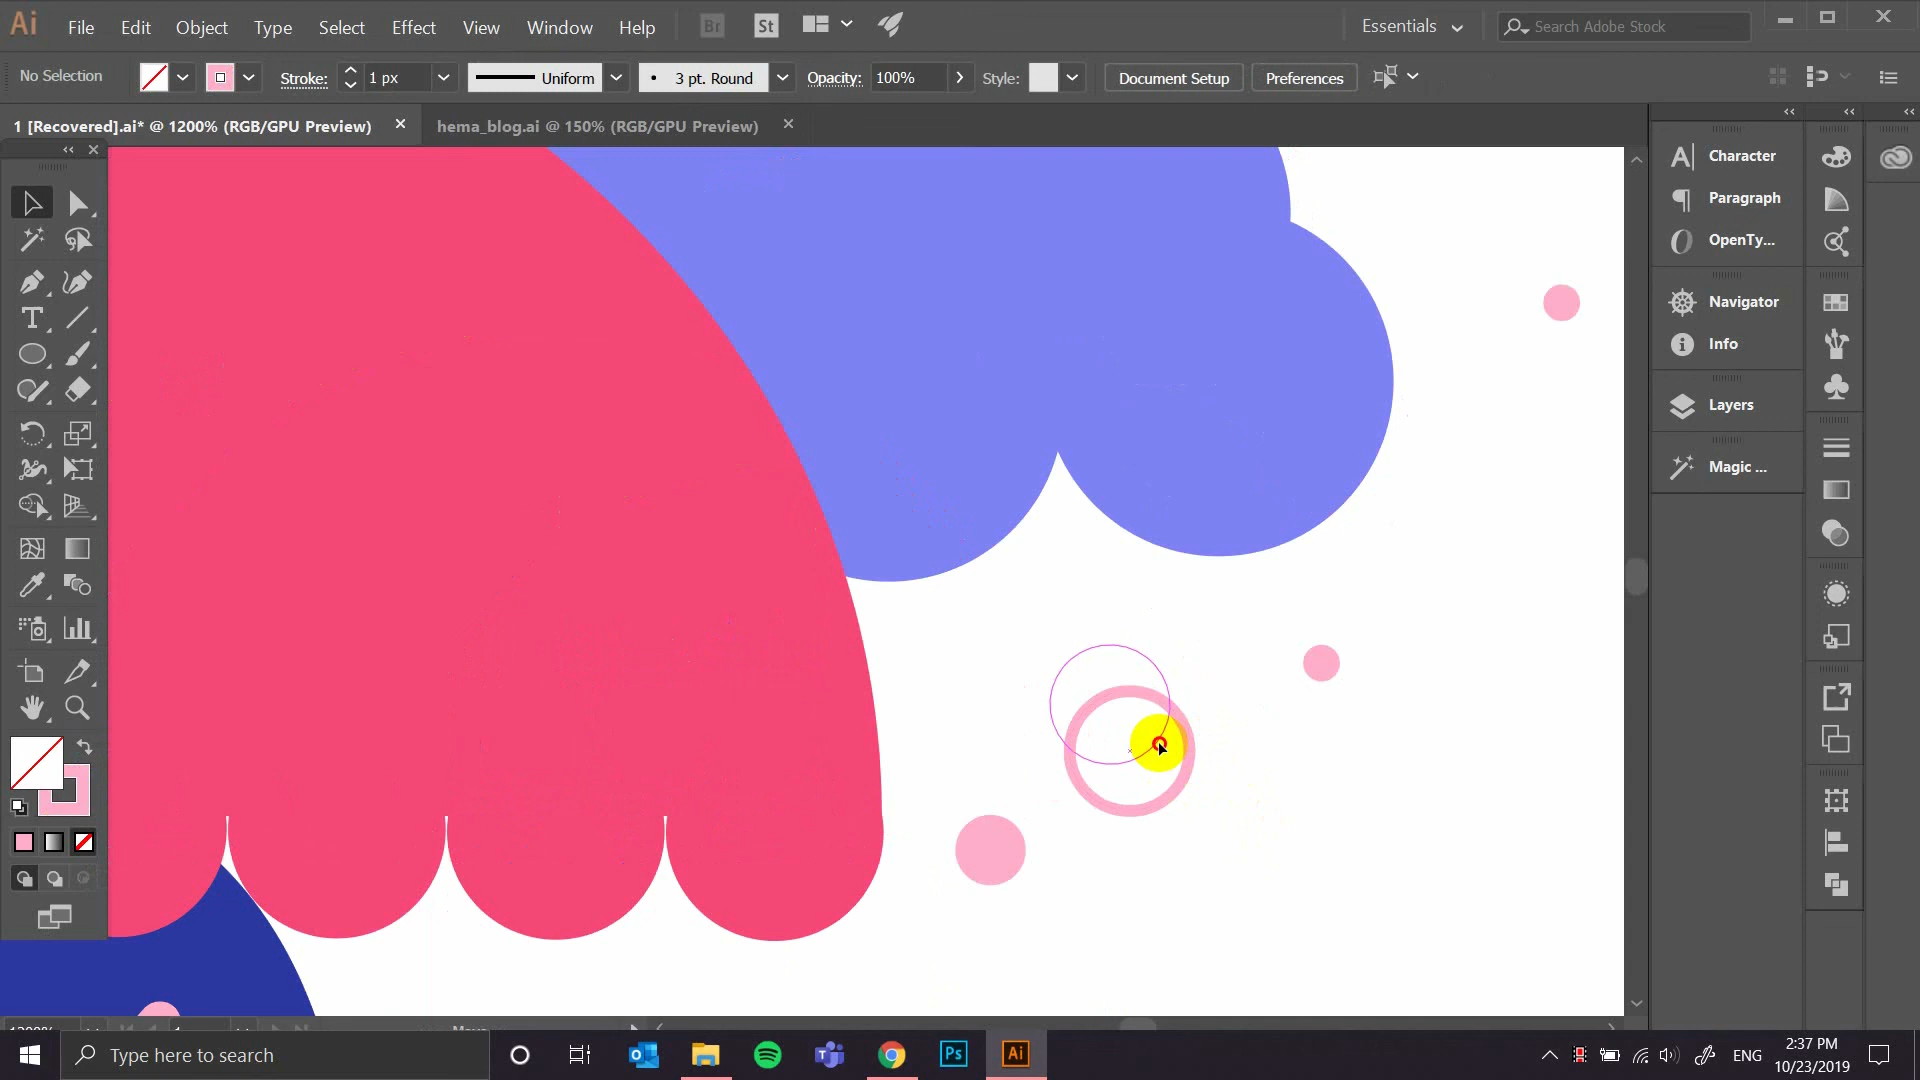 Ai File Edit Object Type Select Effect View Window Help Br St Essentials Search Adobe Stock
No Selection Stroke: 1 px Uniform 3 pt. Round Opacity: 100% Style: Document Setup Preferences
1 [Recovered].ai* @ 1200% (RGB/GPU Preview) hema_blog.ai @ 150% (RGB/GPU Preview)
Character
Paragraph
OpenTy...
Navigator
Info
Layers
Magic ...
Type here to search
Ps Ai ENG 2:37 PM
10/23/2019